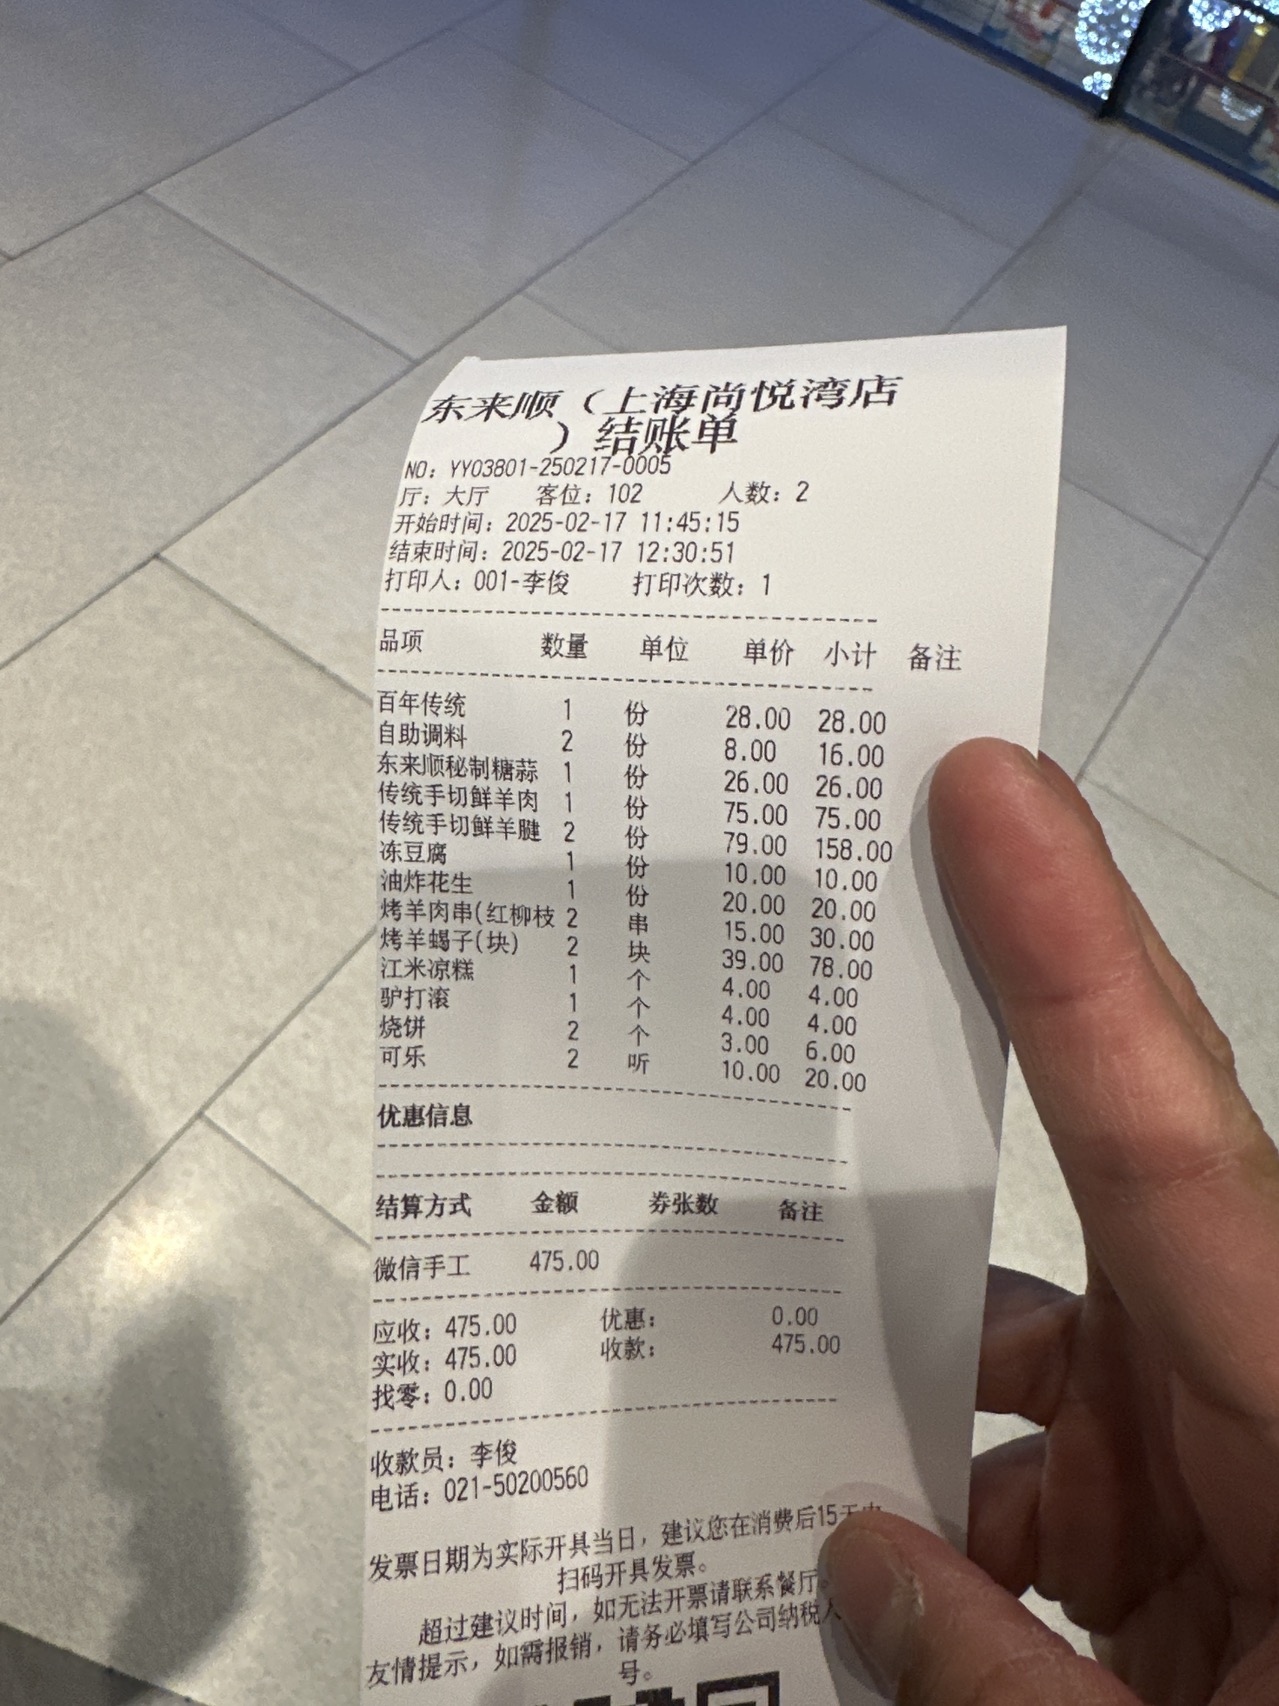 东来顺（上海尚悦湾店
）结账单
NO: YY03801-250217-0005
厅: 大厅 客位: 102 人数: 2
开始时间: 2025-02-17 11:45:15
结束时间: 2025-02-17 12:30:51
打印人: 001-李俊 打印次数: 1
品项 数量 单位 单价 小计 备注
百年传统 1 份 28.00 28.00
自助调料 2 份 8.00 16.00
东来顺秘制糖蒜 1 份 26.00 26.00
传统手切鲜羊肉 1 份 75.00 75.00
传统手切鲜羊腱 2 份 79.00 158.00
冻豆腐 1 份 10.00 10.00
油炸花生 1 份 20.00 20.00
烤羊肉串(红柳枝 2 串 15.00 30.00
烤羊蝎子(块) 2 块 39.00 78.00
江米凉糕 1 个 4.00 4.00
驴打滚 1 个 4.00 4.00
烧饼 2 个 3.00 6.00
可乐 2 听 10.00 20.00
优惠信息
结算方式 金额 券张数 备注
微信手工 475.00
应收: 475.00 优惠: 0.00
实收: 475.00 收款: 475.00
找零: 0.00
收款员: 李俊
电话: 021-50200560
发票日期为实际开具当日，建议您在消费后15天内
扫码开具发票。
超过建议时间，如无法开票请联系餐厅。
友情提示，如需报销，请务必填写公司纳税人
号。